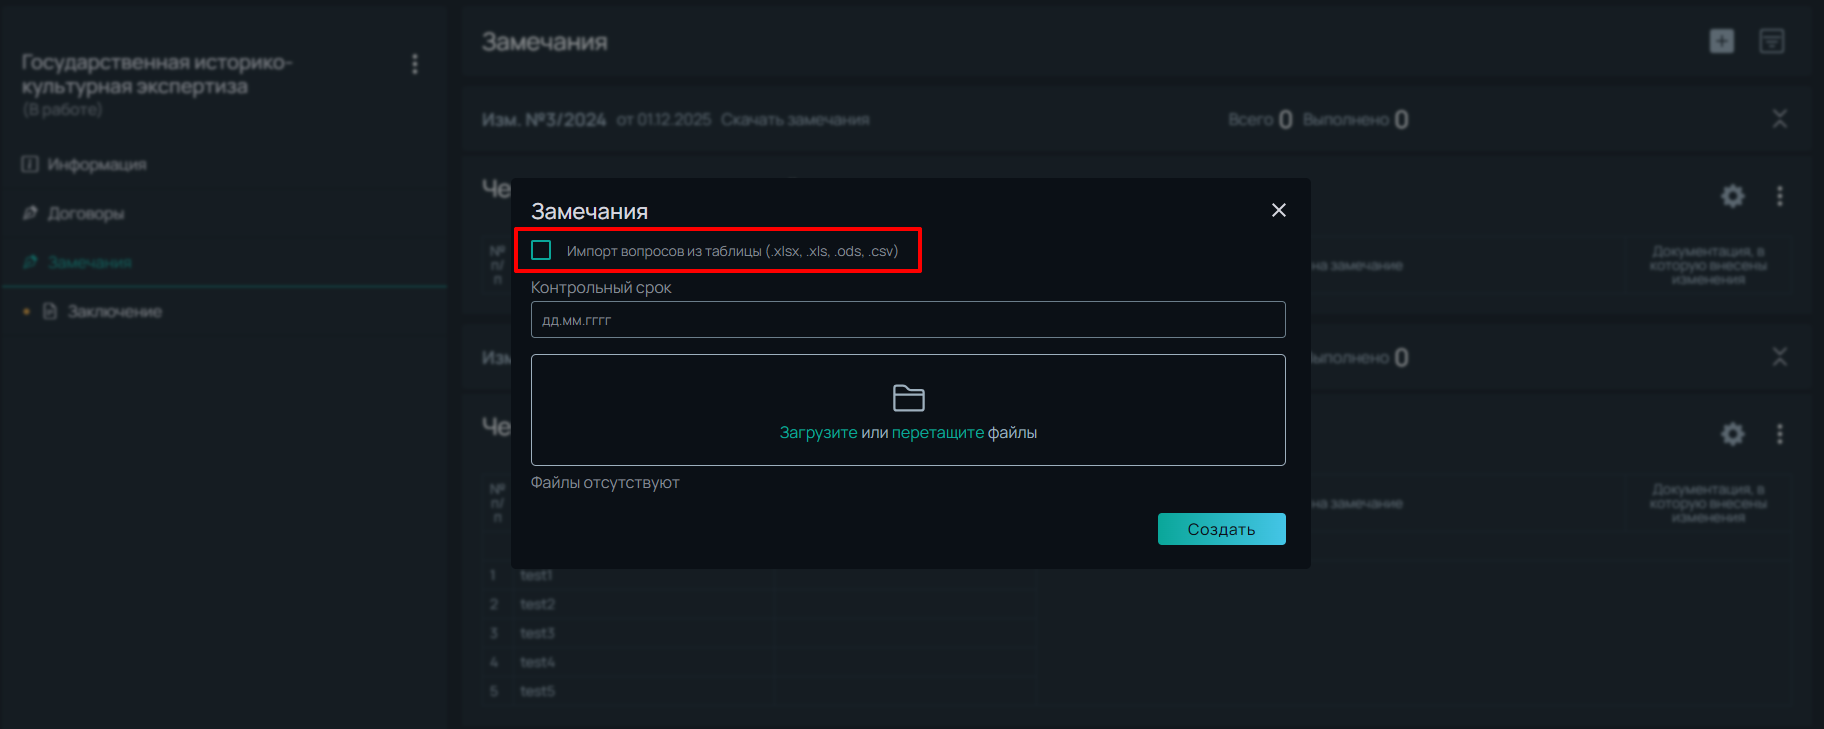 Государственная историко-
культурная экспертиза
(В работе)
Информация
Договоры
Замечания
Заключение
Замечания
Изм. №3/2024 от 01.12.2025 Скачать замечания Всего 0 Выполнено 0
Че
№
п/
п
на замечание
Документация, в
которую внесены
изменения
Замечания
Импорт вопросов из таблицы (.xlsx, .xls, .ods, .csv)
Контрольный срок
дд.мм.гггг
Загрузите или перетащите файлы
Файлы отсутствуют
Создать
Изм
ыполнено 0
Че
№
п/
п
на замечание
Документация, в
которую внесены
изменения
1 test1
2 test2
3 test3
4 test4
5 test5